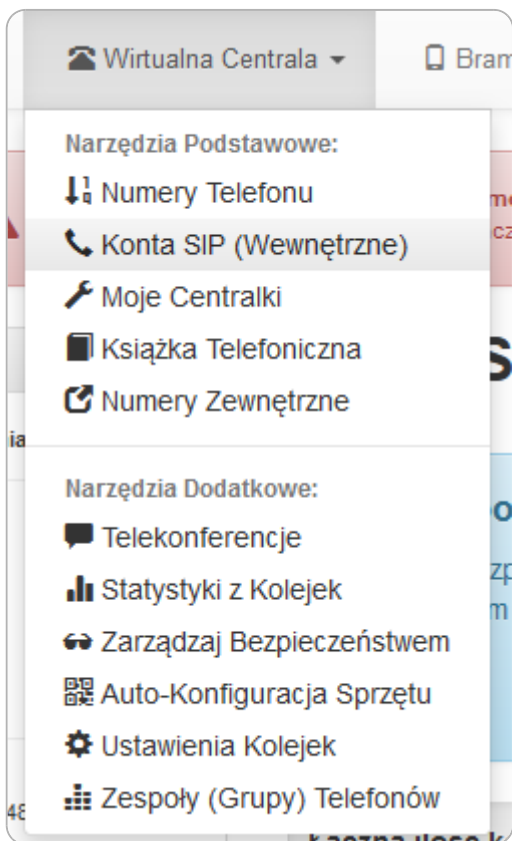 Wirtualna Centrala
Narzędzia Podstawowe:
Numery Telefonu
Konta SIP (Wewnętrzne)
Moje Centralki
Książka Telefoniczna
Numery Zewnętrzne
Narzędzia Dodatkowe:
Telekonferencje
Statystyki z Kolejek
Zarządzaj Bezpieczeństwem
Auto-Konfiguracja Sprzętu
Ustawienia Kolejek
Zespoły (Grupy) Telefonów